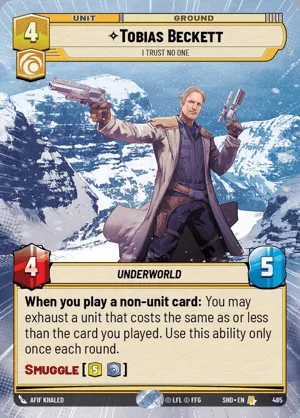 UNIT GROUND
4
✧TOBIAS BECKETT
I TRUST NO ONE
4
5
UNDERWORLD
When you play a non-unit card: You may
exhaust a unit that costs the same as or less
than the card you played. Use this ability only
once each round.
SMUGGLE [5]
AFIF KHALED © LFL © FFG SHD • EN 485